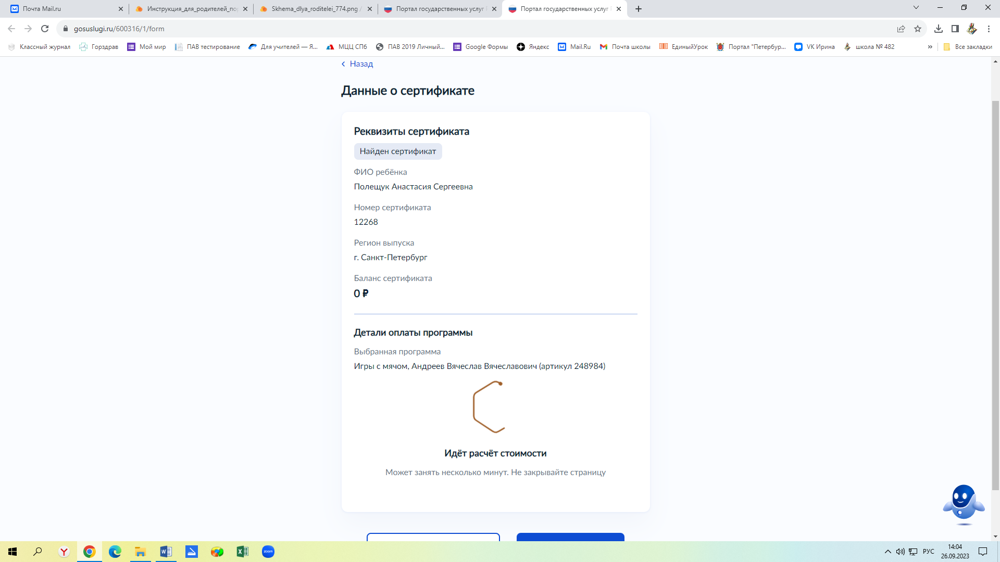 Почта Mail.ru
Инструкция_для_родителей_по
Skhema_dlya_roditelei_774.png /
Портал государственных услуг
Портал государственных услуг
gosuslugi.ru/600316/1/form
Классный журнал
Горздрав
Мой мир
ПАВ тестирование
Для учителей — Я...
МЦЦ СПб
ПАВ 2019 Личный...
Google Формы
Яндекс
Mail.Ru
Почта школы
ЕдиныйУрок
Портал "Петербур...
VK Ирина
школа № 482
»
Все закладки
Назад
Данные о сертификате
Реквизиты сертификата
Найден сертификат
ФИО ребёнка
Полещук Анастасия Сергеевна
Номер сертификата
12268
Регион выпуска
г. Санкт-Петербург
Баланс сертификата
0 ₽
Детали оплаты программы
Выбранная программа
Игры с мячом, Андреев Вячеслав Вячеславович (артикул 248984)
Идёт расчёт стоимости
Может занять несколько минут. Не закрывайте страницу
zoom
РУС
14:04
26.09.2023